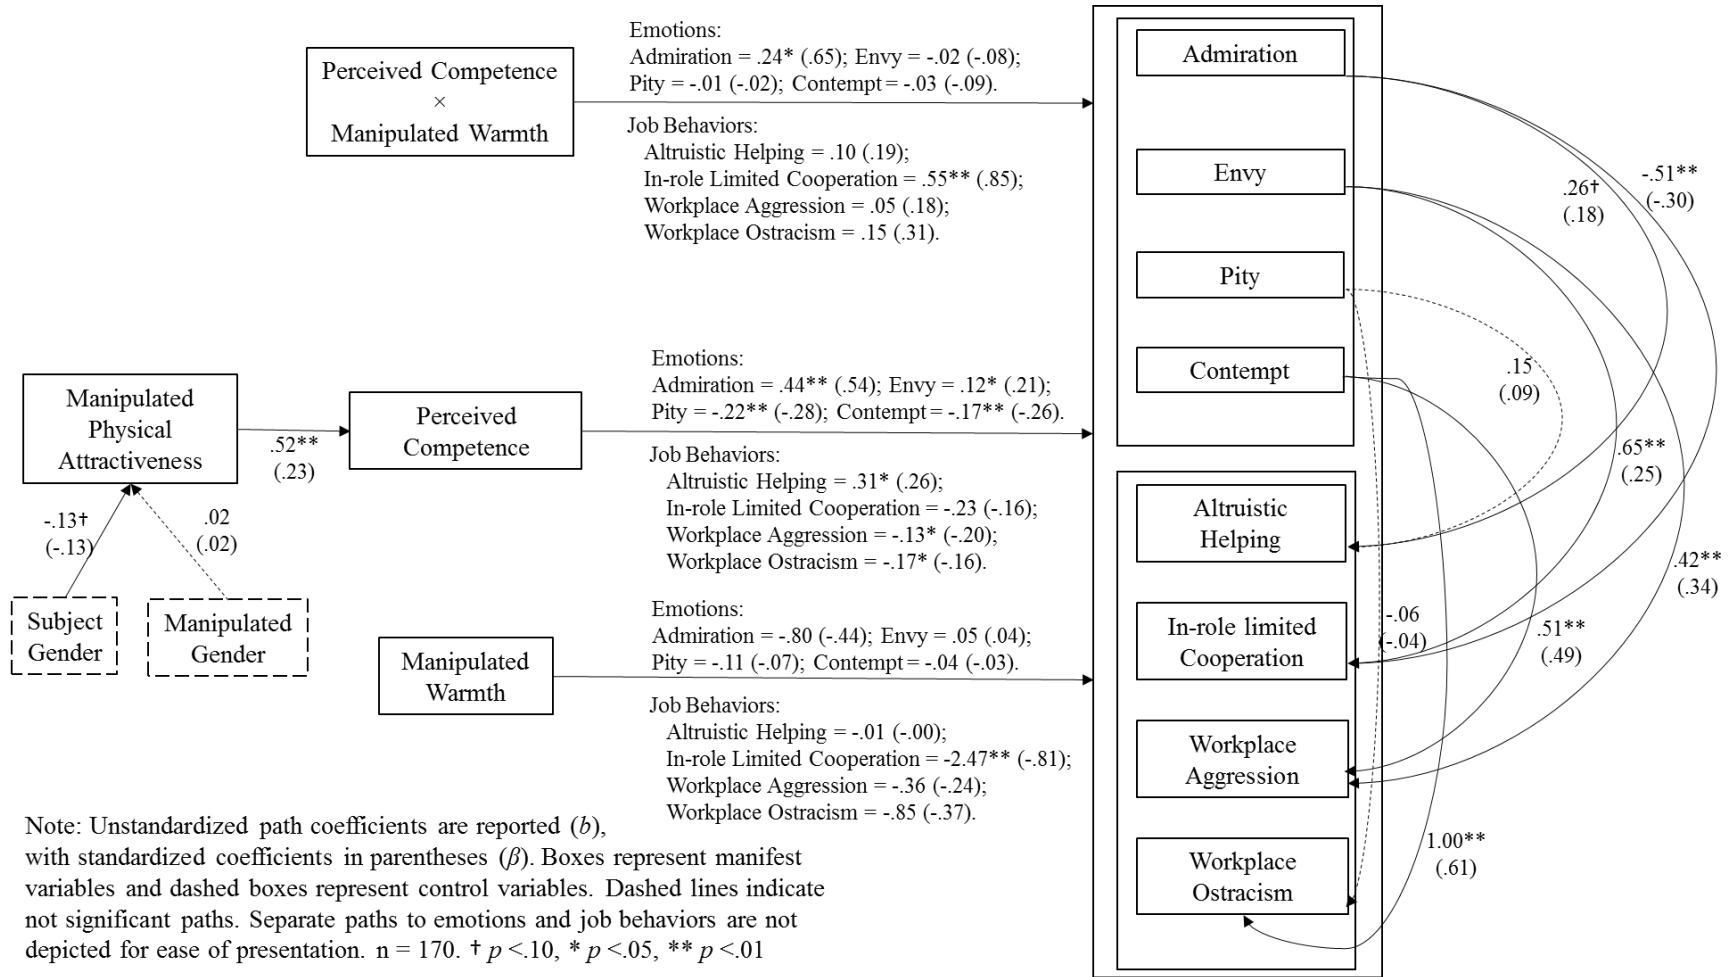 Perceived Competence
×
Manipulated Warmth
Emotions:
Admiration = .24* (.65); Envy = -.02 (-.08);
Pity = -.01 (-.02); Contempt = -.03 (-.09).
Job Behaviors:
Altruistic Helping = .10 (.19);
In-role Limited Cooperation = .55** (.85);
Workplace Aggression = .05 (.18);
Workplace Ostracism = .15 (.31).
Manipulated
Physical
Attractiveness
.52**
(.23)
Perceived
Competence
Emotions:
Admiration = .44** (.54); Envy = .12* (.21);
Pity = -.22** (-.28); Contempt = -.17** (-.26).
Job Behaviors:
Altruistic Helping = .31* (.26);
In-role Limited Cooperation = -.23 (-.16);
Workplace Aggression = -.13* (-.20);
Workplace Ostracism = -.17* (-.16).
-.13†
(-.13)
.02
(.02)
Subject
Gender
Manipulated
Gender
Manipulated
Warmth
Emotions:
Admiration = -.80 (-.44); Envy = .05 (.04);
Pity = -.11 (-.07); Contempt = -.04 (-.03).
Job Behaviors:
Altruistic Helping = -.01 (-.00);
In-role Limited Cooperation = -2.47** (-.81);
Workplace Aggression = -.36 (-.24);
Workplace Ostracism = -.85 (-.37).
Admiration
Envy
Pity
Contempt
Altruistic
Helping
In-role limited
Cooperation
Workplace
Aggression
Workplace
Ostracism
.26†
(.18)
-.51**
(-.30)
.15
(.09)
.65**
(.25)
.42**
(.34)
-.06
(-.04)
.51**
(.49)
1.00**
(.61)
Note: Unstandardized path coefficients are reported (b),
with standardized coefficients in parentheses (β). Boxes represent manifest
variables and dashed boxes represent control variables. Dashed lines indicate
not significant paths. Separate paths to emotions and job behaviors are not
depicted for ease of presentation. n = 170. † p <.10, * p <.05, ** p <.01